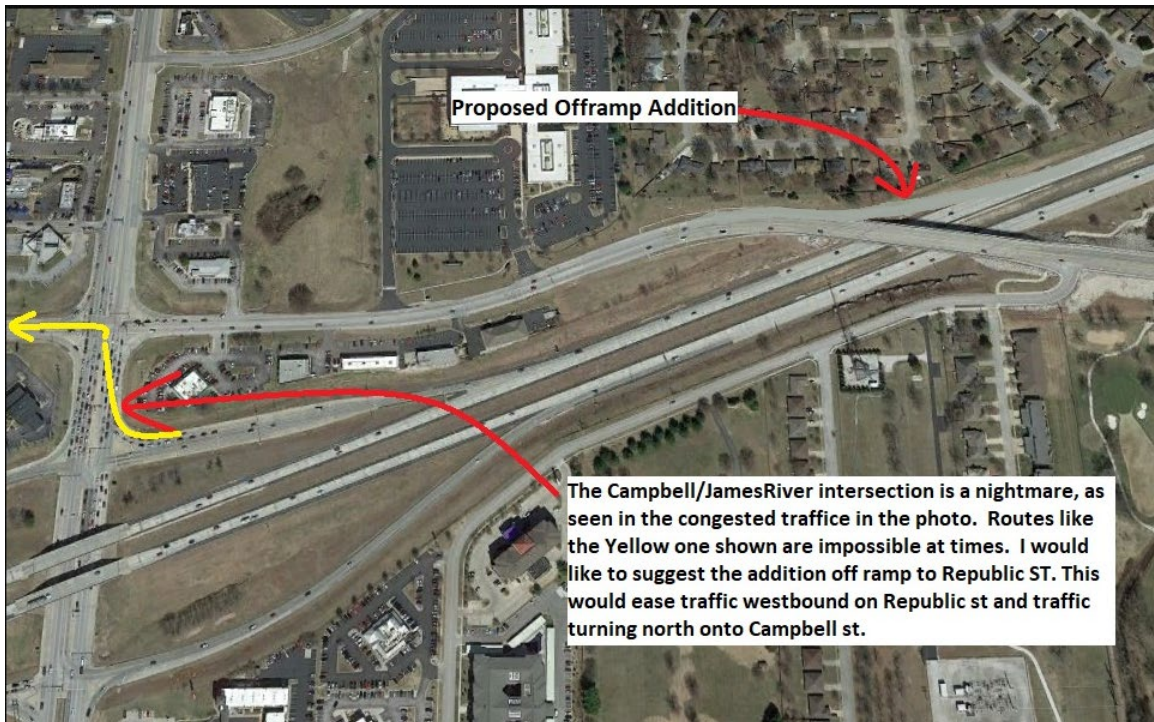 Proposed Offramp Addition
The Campbell/JamesRiver intersection is a nightmare, as
seen in the congested traffice in the photo.  Routes like
the Yellow one shown are impossible at times.  I would
like to suggest the addition off ramp to Republic ST. This
would ease traffic westbound on Republic st and traffic
turning north onto Campbell st.